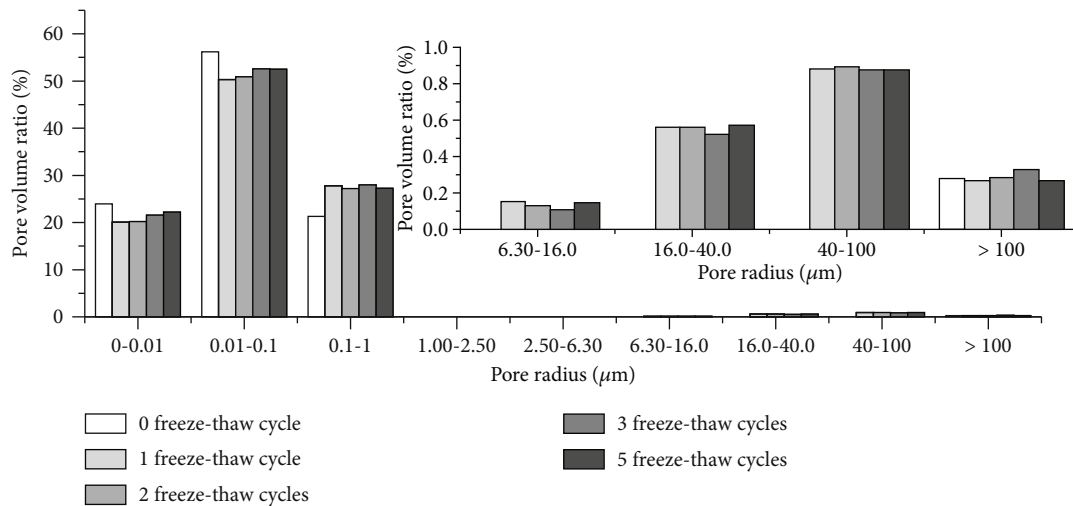 Pore volume ratio (%)
60
50
40
30
20
10
0
0-0.01
0.01-0.1
0.1-1
1.00-2.50
2.50-6.30
6.30-16.0
16.0-40.0
40-100
> 100
Pore radius (μm)
Pore volume ratio (%)
1.0
0.8
0.6
0.4
0.2
0.0
6.30-16.0
16.0-40.0
40-100
> 100
Pore radius (μm)
0 freeze-thaw cycle
1 freeze-thaw cycle
2 freeze-thaw cycles
3 freeze-thaw cycles
5 freeze-thaw cycles